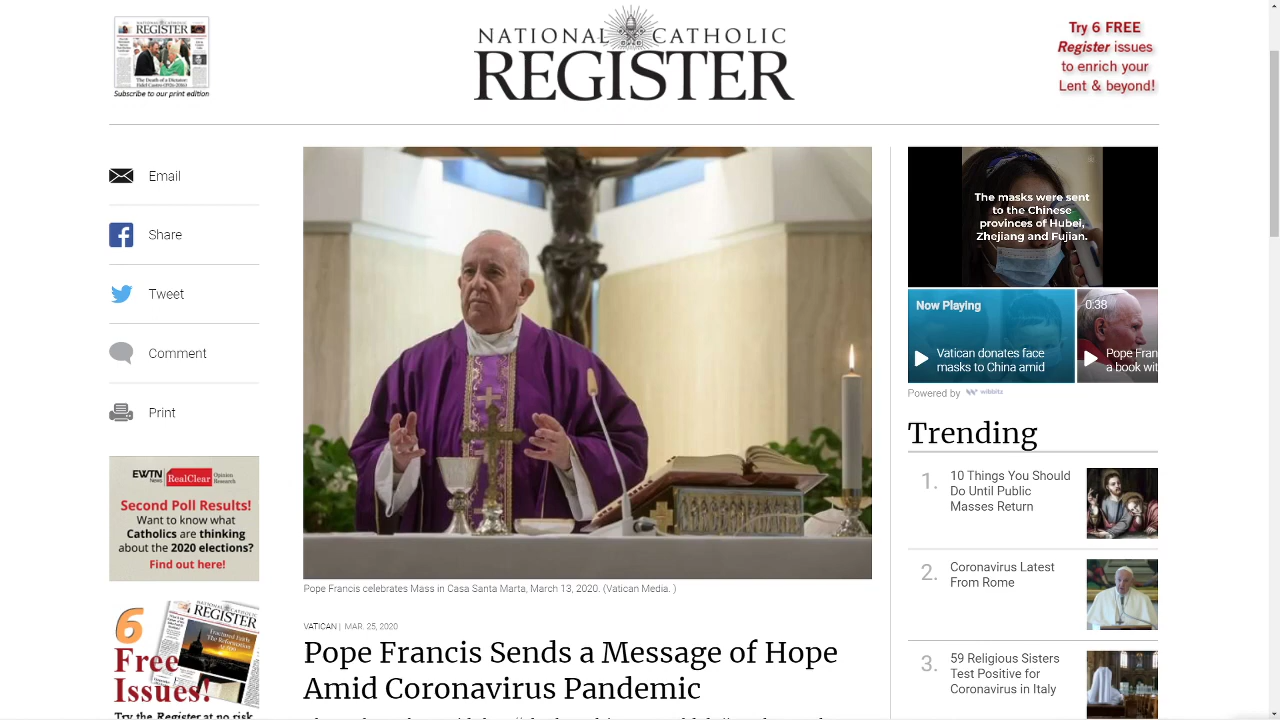 NATIONAL CATHOLIC
REGISTER
REGISTER
The Death of a Dictator:
Fidel Castro (1926-2016)
Subscribe to our print edition
Try 6 FREE
Register issues
to enrich your
Lent & beyond!
Email
Share
Tweet
Comment
Print
EWTN
News
RealClear
Opinion
Research
Second Poll Results!
Want to know what
Catholics are thinking
about the 2020 elections?
Find out here!
REGISTER
6
Free
Issues!
Try the Register at no risk
Pope Francis celebrates Mass in Casa Santa Marta, March 13, 2020. (Vatican Media. )
VATICAN | MAR. 25, 2020
Pope Francis Sends a Message of Hope
Amid Coronavirus Pandemic
The masks were sent
to the Chinese
provinces of Hubei,
Zhejiang and Fujian.
Now Playing
Vatican donates face
masks to China amid
0:38
Pope Fran
a book wit
Powered by wibbitz
Trending
1. 10 Things You Should
Do Until Public
Masses Return
2. Coronavirus Latest
From Rome
3. 59 Religious Sisters
Test Positive for
Coronavirus in Italy